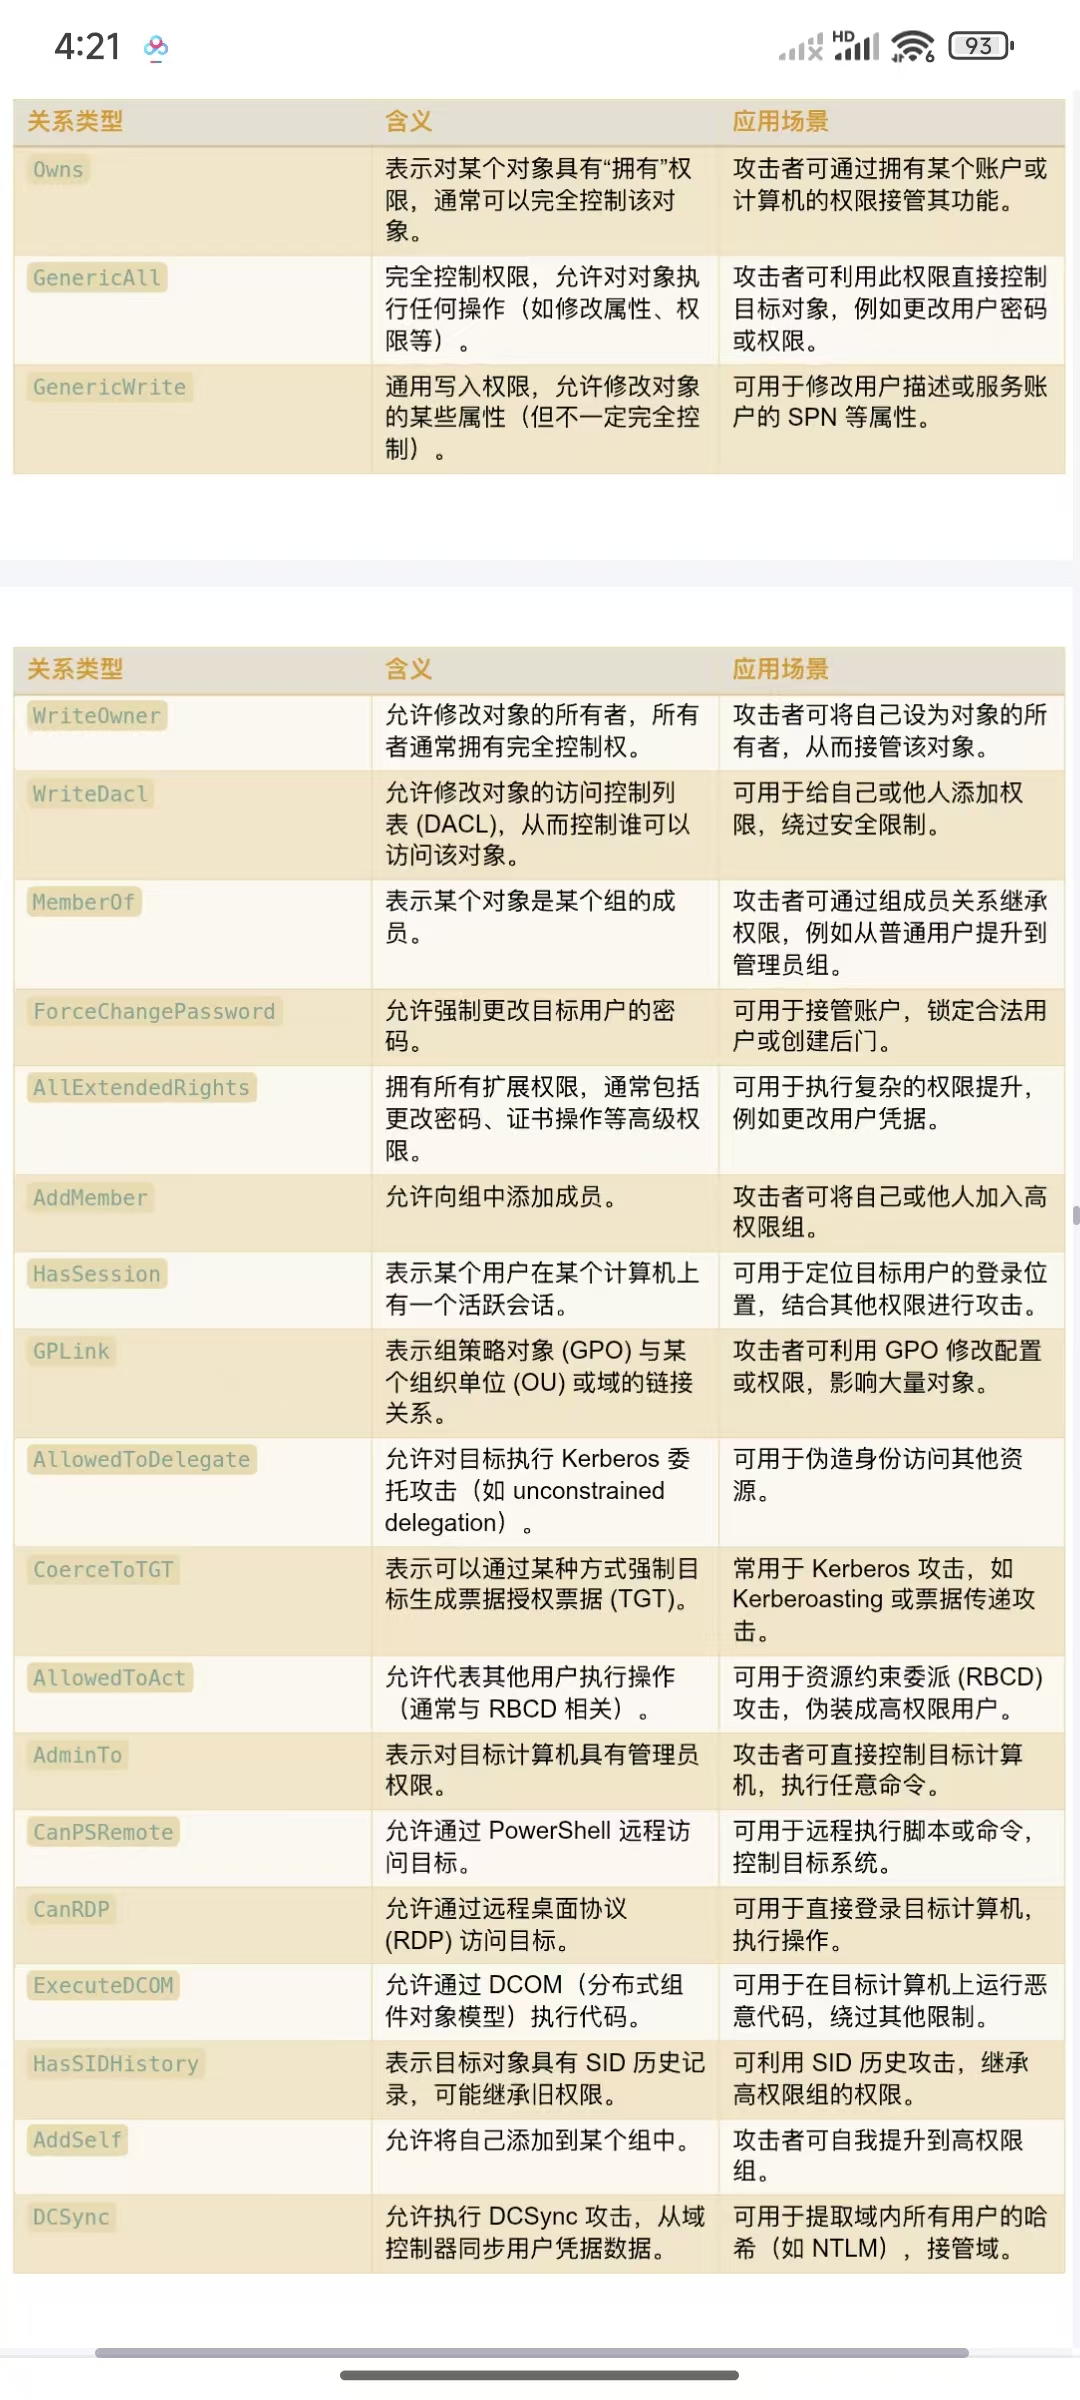 4:21
HD
6
93
关系类型 含义 应用场景
Owns 表示对某个对象具有“拥有”权 攻击者可通过拥有某个账户或
限，通常可以完全控制该对 计算机的权限接管其功能。
象。
GenericAll 完全控制权限，允许对对象执 攻击者可利用此权限直接控制
行任何操作（如修改属性、权 目标对象，例如更改用户密码
限等）。 或权限。
GenericWrite 通用写入权限，允许修改对象 可用于修改用户描述或服务账
的某些属性（但不一定完全控 户的 SPN 等属性。
制）。
关系类型 含义 应用场景
WriteOwner 允许修改对象的所有者，所有 攻击者可将自己设为对象的所
者通常拥有完全控制权。 有者，从而接管该对象。
WriteDacl 允许修改对象的访问控制列 可用于给自己或他人添加权
表 (DACL)，从而控制谁可以 限，绕过安全限制。
访问该对象。
MemberOf 表示某个对象是某个组的成 攻击者可通过组成员关系继承
员。 权限，例如从普通用户提升到
管理员组。
ForceChangePassword 允许强制更改目标用户的密 可用于接管账户，锁定合法用
码。 户或创建后门。
AllExtendedRights 拥有所有扩展权限，通常包括 可用于执行复杂的权限提升，
更改密码、证书操作等高级权 例如更改用户凭据。
限。
AddMember 允许向组中添加成员。 攻击者可将自己或他人加入高
权限组。
HasSession 表示某个用户在某个计算机上 可用于定位目标用户的登录位
有一个活跃会话。 置，结合其他权限进行攻击。
GPLink 表示组策略对象 (GPO) 与某 攻击者可利用 GPO 修改配置
个组织单位 (OU) 或域的链接 或权限，影响大量对象。
关系。
AllowedToDelegate 允许对目标执行 Kerberos 委 可用于伪造身份访问其他资
托攻击（如 unconstrained 源。
delegation）。
CoerceToTGT 表示可以通过某种方式强制目 常用于 Kerberos 攻击，如
标生成票据授权票据 (TGT)。 Kerberoasting 或票据传递攻
击。
AllowedToAct 允许代表其他用户执行操作 可用于资源约束委派 (RBCD)
（通常与 RBCD 相关）。 攻击，伪装成高权限用户。
AdminTo 表示对目标计算机具有管理员 攻击者可直接控制目标计算
权限。 机，执行任意命令。
CanPSRemote 允许通过 PowerShell 远程访 可用于远程执行脚本或命令，
问目标。 控制目标系统。
CanRDP 允许通过远程桌面协议 可用于直接登录目标计算机，
(RDP) 访问目标。 执行操作。
ExecuteDCOM 允许通过 DCOM（分布式组 可用于在目标计算机上运行恶
件对象模型）执行代码。 意代码，绕过其他限制。
HasSIDHistory 表示目标对象具有 SID 历史记 可利用 SID 历史攻击，继承
录，可能继承旧权限。 高权限组的权限。
AddSelf 允许将自己添加到某个组中。 攻击者可自我提升到高权限
组。
DCSync 允许执行 DCSync 攻击，从域 可用于提取域内所有用户的哈
控制器同步用户凭据数据。 希（如 NTLM），接管域。